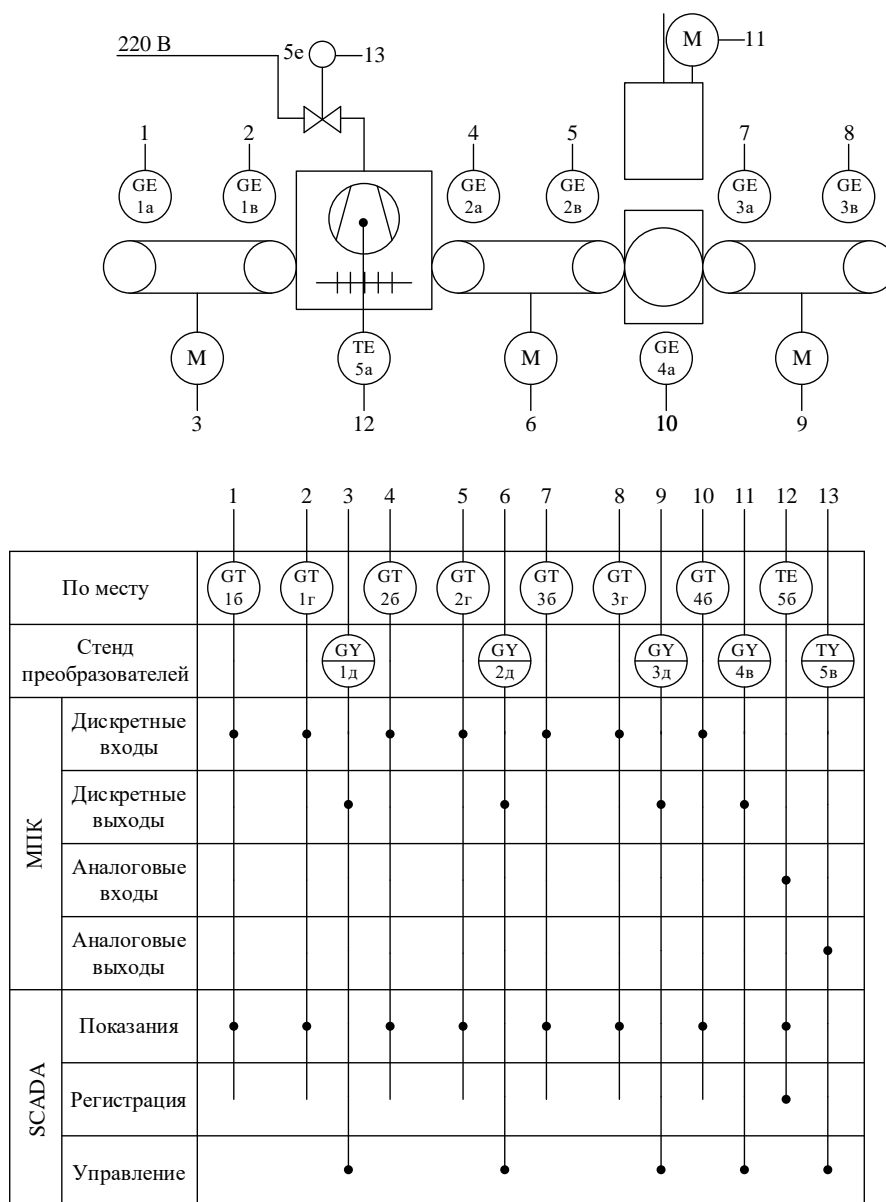 М
220 В
5е
13
11
1
2
4
5
7
8
GE
1а
GE
1в
GE
2а
GE
2в
GE
3а
GE
3в
М
TE
5а
М
GE
4а
М
3
12
6
10
9
1
2
3
4
5
6
7
8
9
10
11
12
13
По месту
GT
1б
GT
1г
GT
2б
GT
2г
GT
3б
GT
3г
GT
4б
TE
5б
Стенд
преобразователей
GY
1д
GY
2д
GY
3д
GY
4в
TY
5в
МПК
Дискретные
входы
Дискретные
выходы
Аналоговые
входы
Аналоговые
выходы
SCADA
Показания
Регистрация
Управление